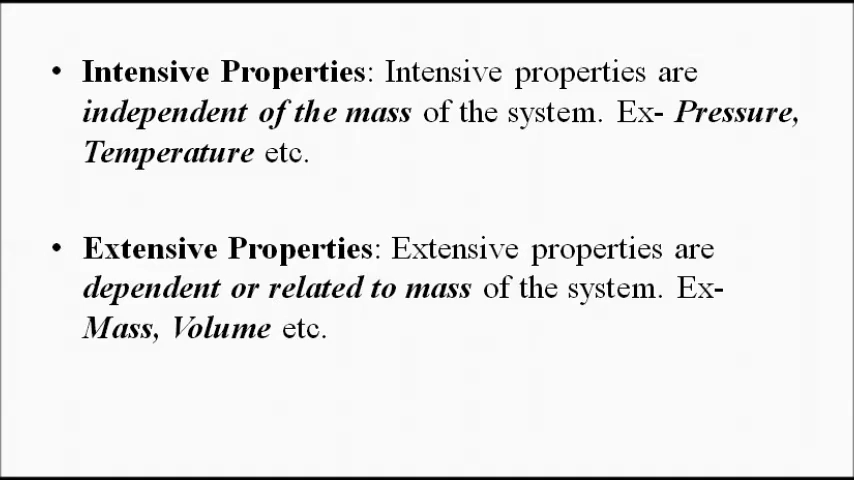 • Intensive Properties: Intensive properties are
independent of the mass of the system. Ex- Pressure,
Temperature etc.
• Extensive Properties: Extensive properties are
dependent or related to mass of the system. Ex-
Mass, Volume etc.